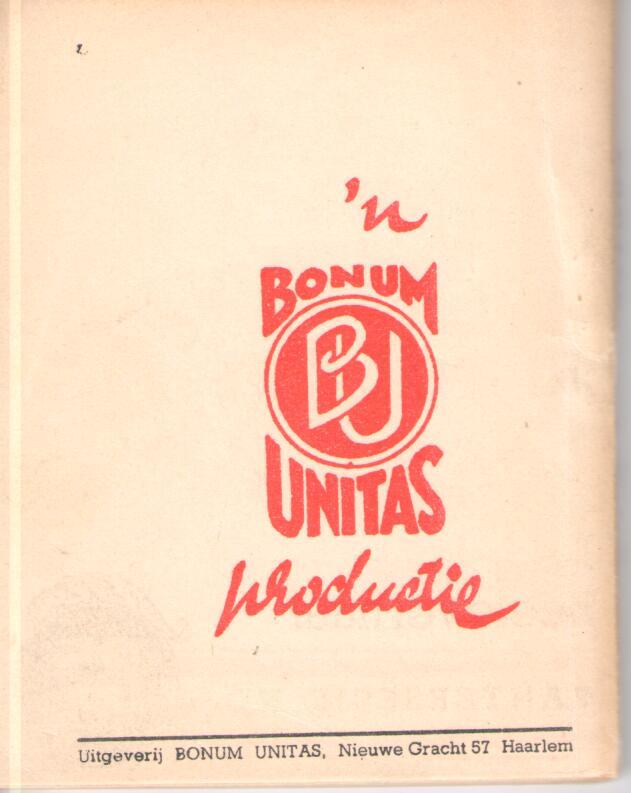 'n
BONUM
BU
UNITAS
productie
Uitgeverij BONUM UNITAS, Nieuwe Gracht 57 Haarlem